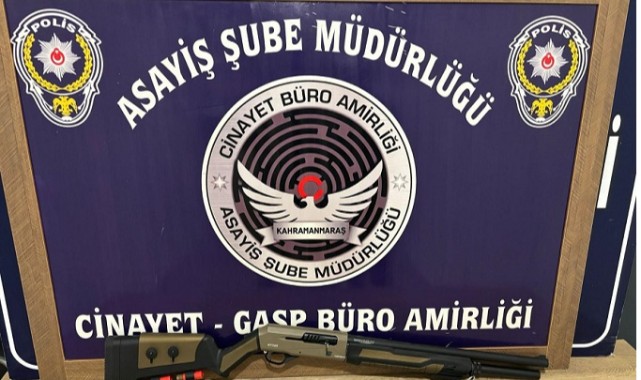 POLİS
POLİS
ASAYİŞ ŞUBE MÜDÜRLÜĞÜ
CİNAYET BÜRO AMİRLİĞİ
KAHRAMANMARAŞ
ASAYİŞ ŞUBE MÜDÜRLÜĞÜ
CİNAYET - GASP BÜRO AMİRLİĞİ